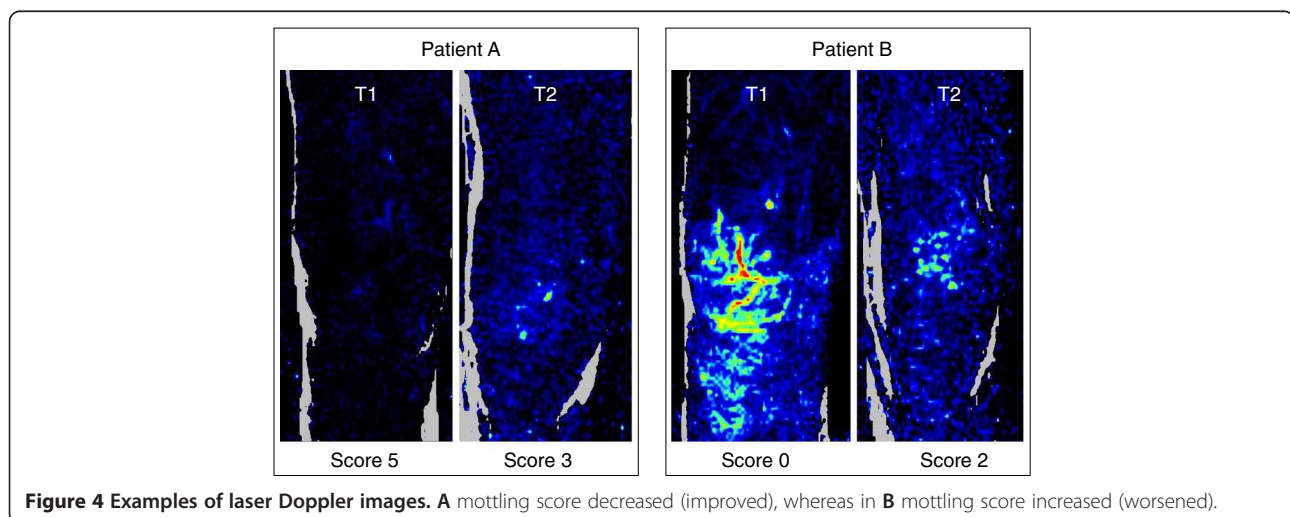 Patient A
Patient B
T1
T2
T1
T2
Score 5
Score 3
Score 0
Score 2
Figure 4 Examples of laser Doppler images. A mottling score decreased (improved), whereas in B mottling score increased (worsened).